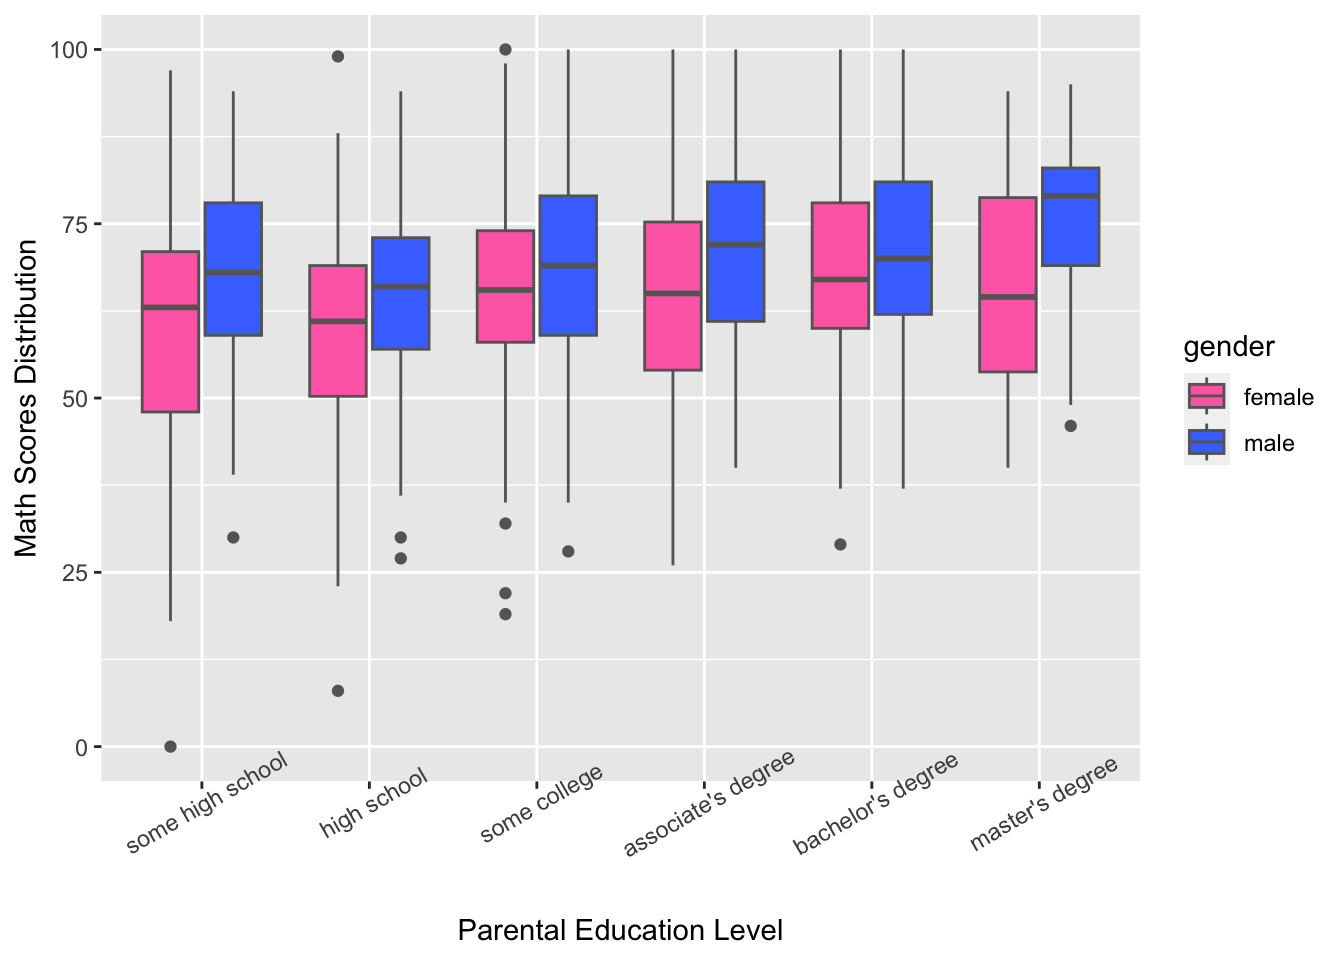 Math Scores Distribution
100
75
50
25
0
some high school
high school
some college
associate's degree
bachelor's degree
master's degree
Parental Education Level
gender
female
male